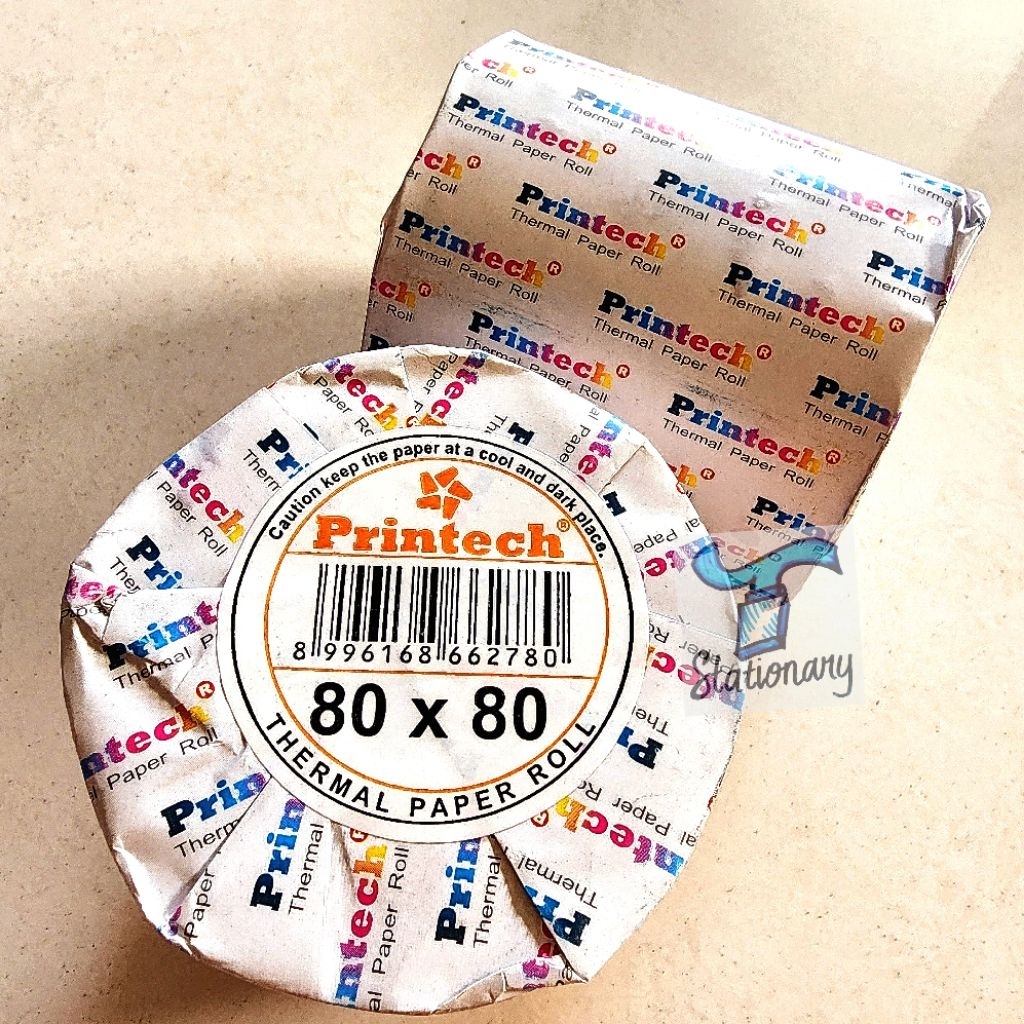 Printech®
Thermal Paper Roll
Caution keep the paper at a cool and dark place.
Printech®
8 996168 662780
80 x 80
THERMAL PAPER ROLL
Stationary